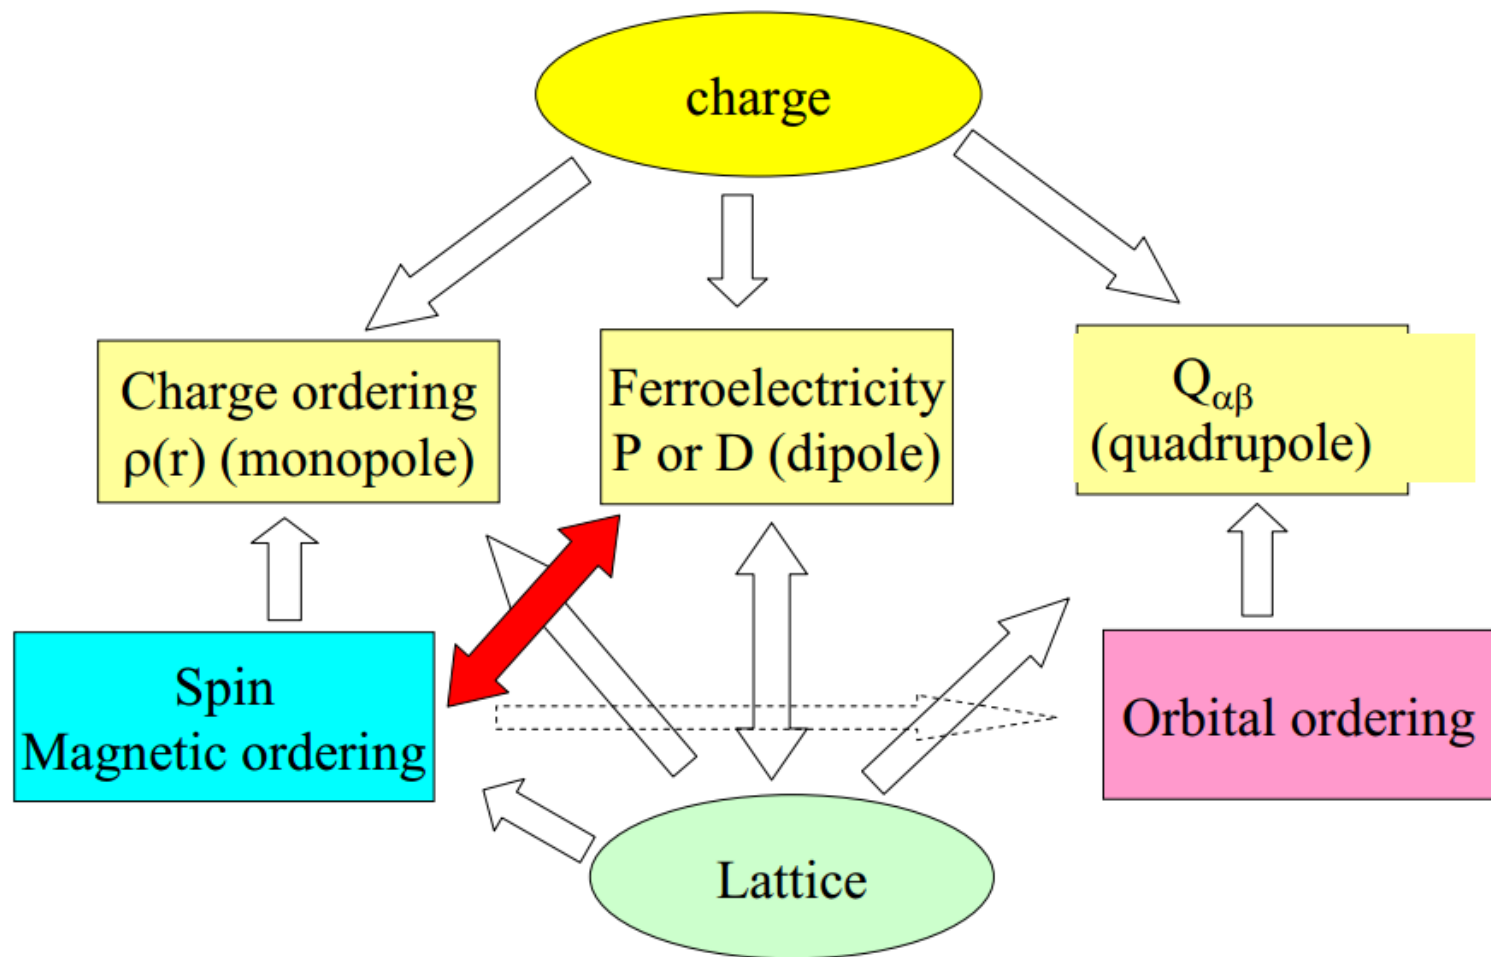 charge
Charge ordering
ρ(r) (monopole)
Ferroelectricity
P or D (dipole)
Qαβ
(quadrupole)
Spin
Magnetic ordering
Orbital ordering
Lattice